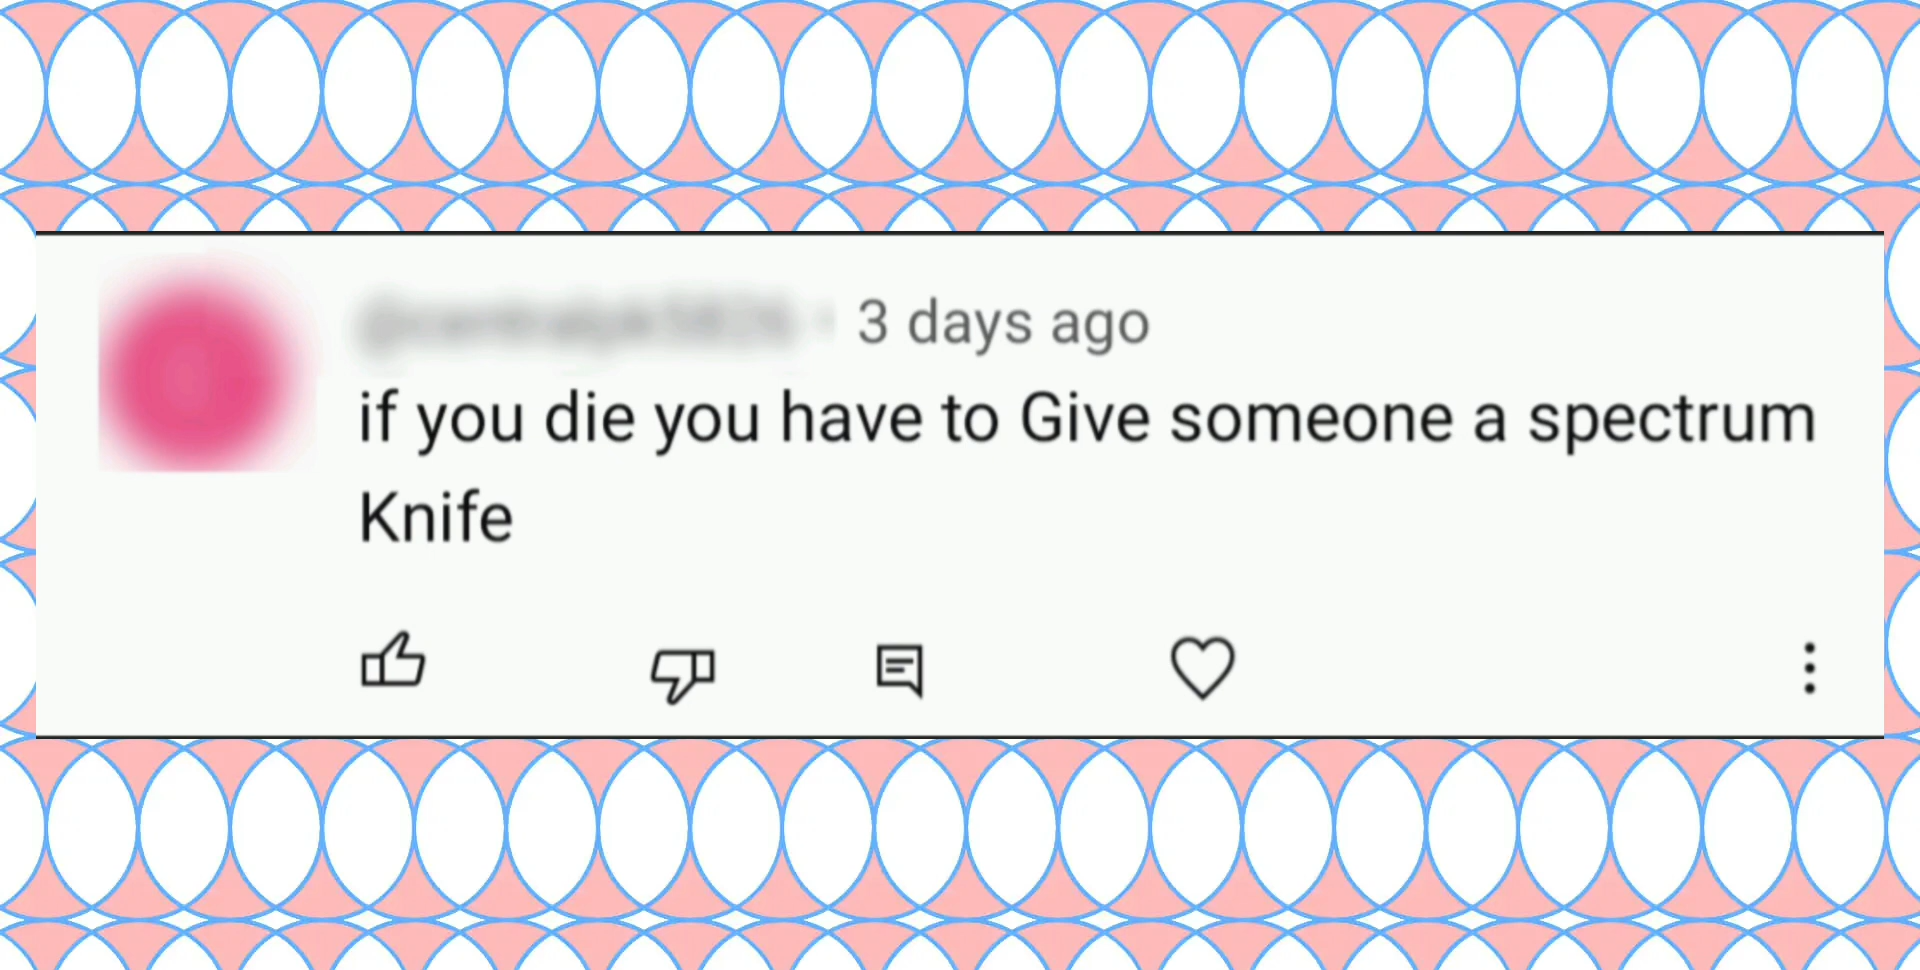 3 days ago
if you die you have to Give someone a spectrum
Knife